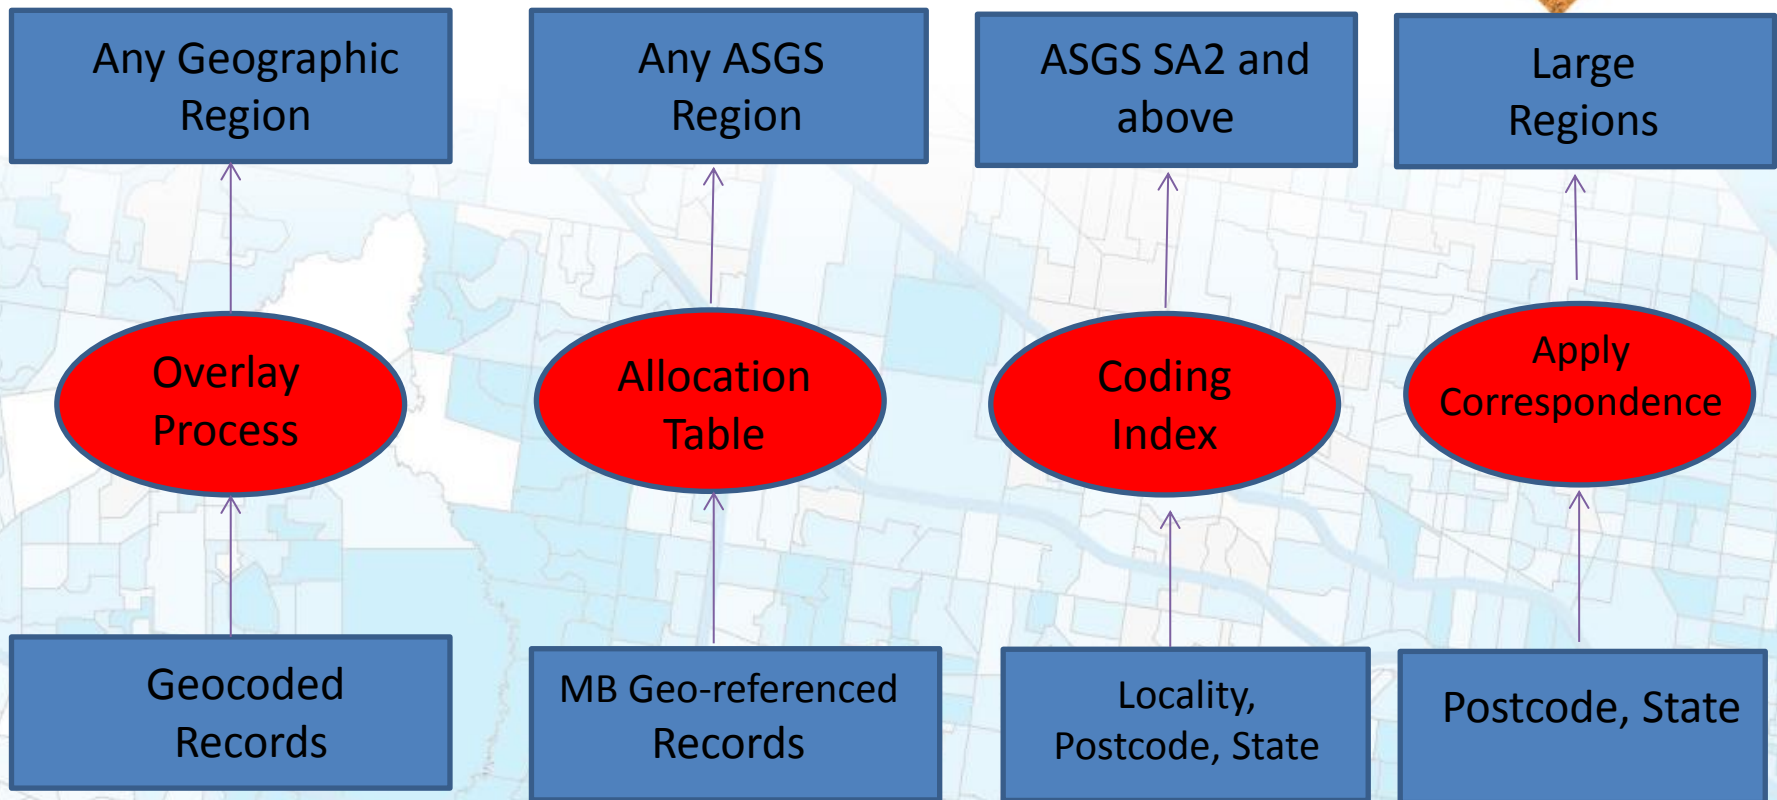 Any Geographic
Region
Any ASGS
Region
ASGS SA2 and
above
Large
Regions
Overlay
Process
Allocation
Table
Coding
Index
Apply
Correspondence
Geocoded
Records
MB Geo-referenced
Records
Locality,
Postcode, State
Postcode, State